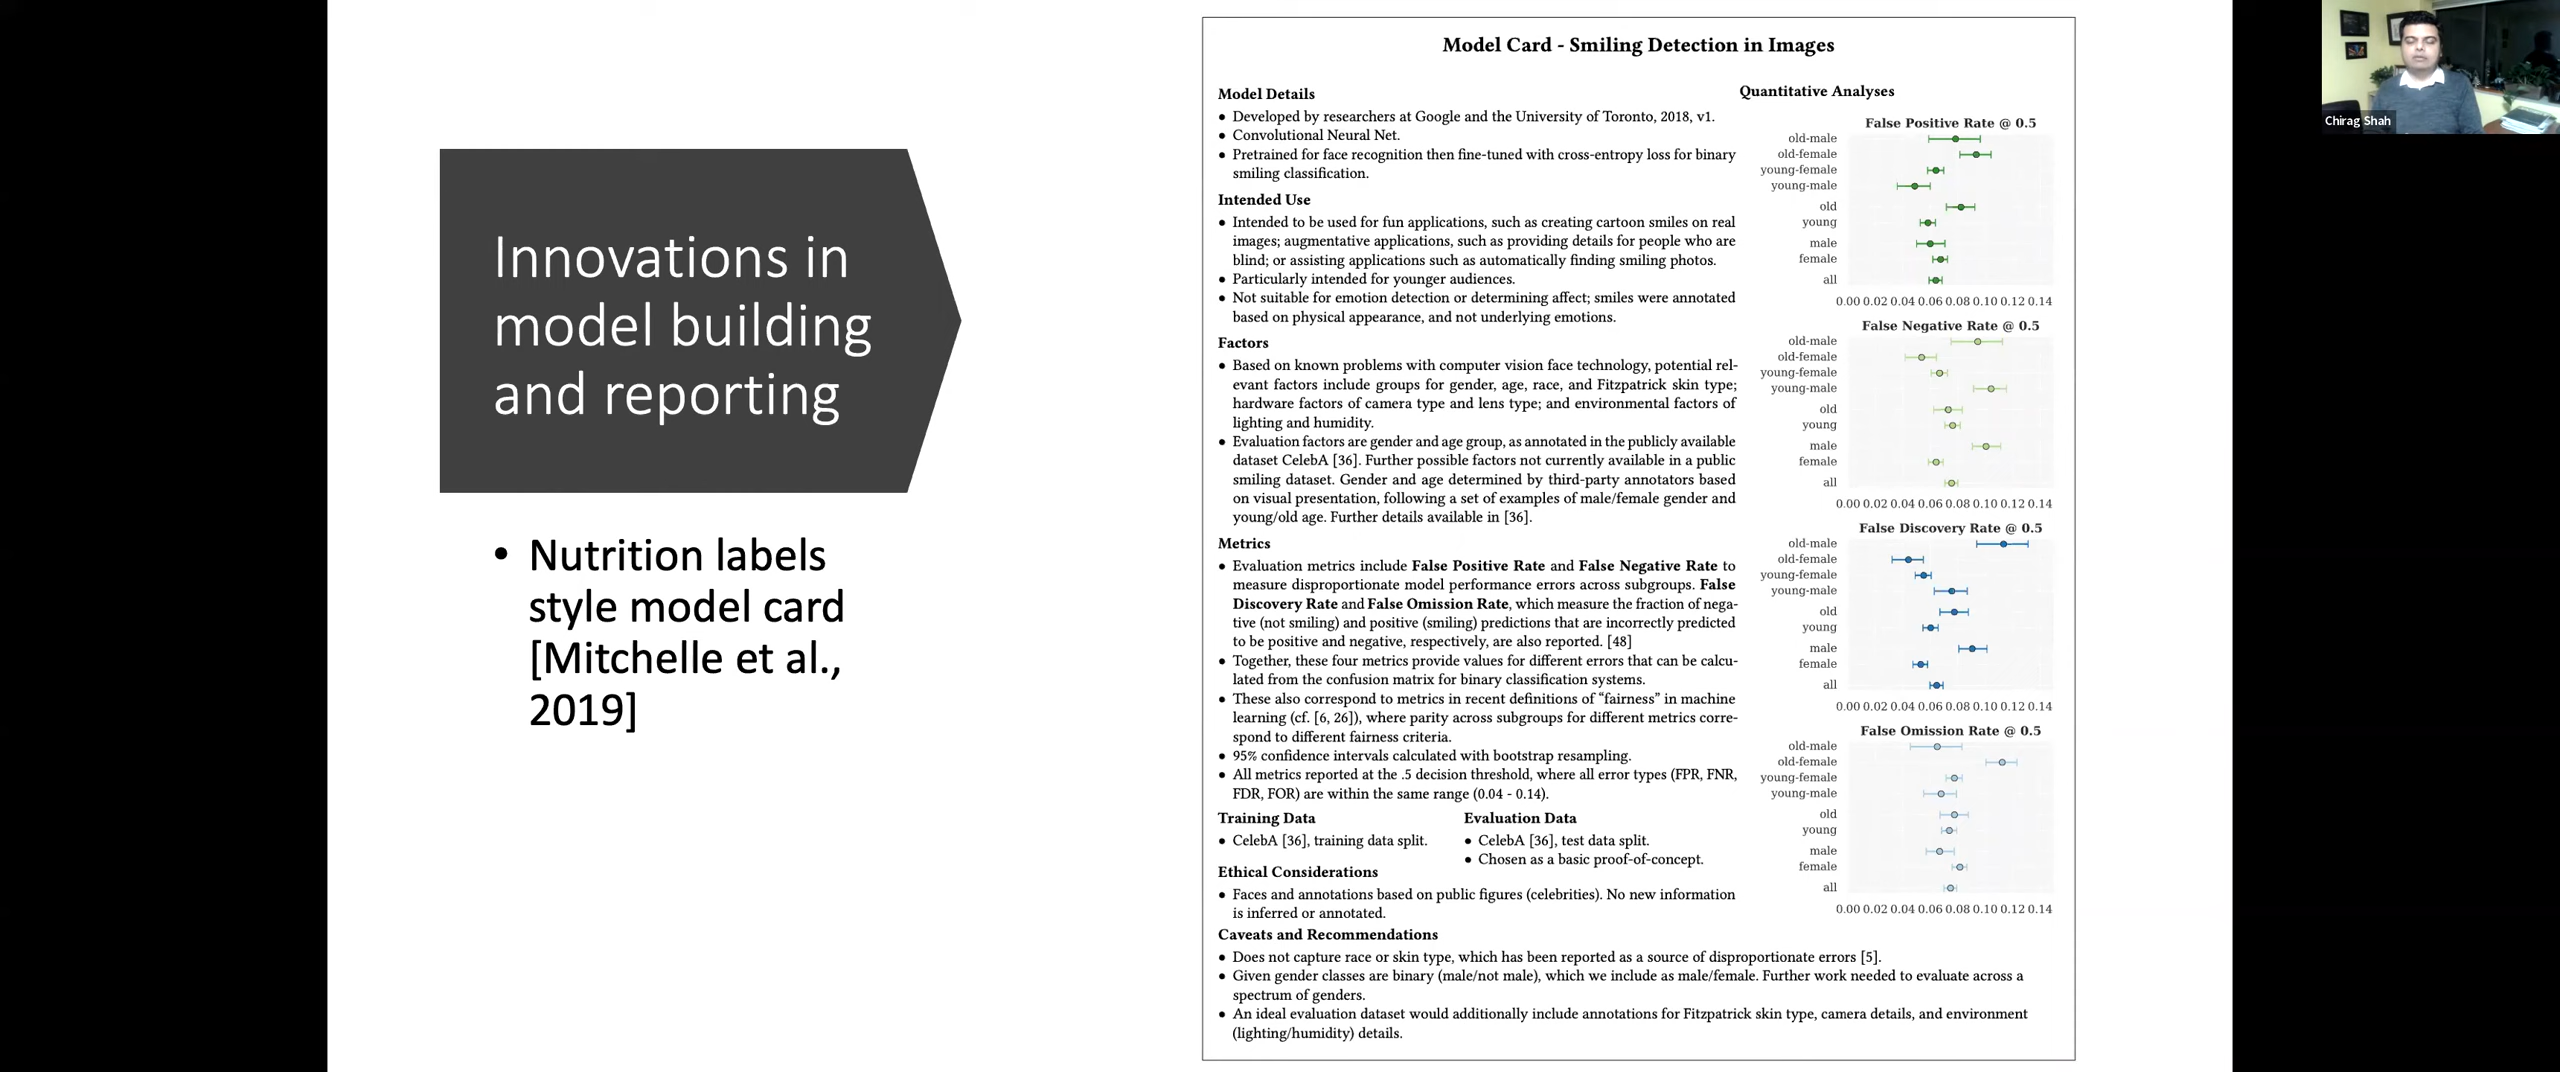 Innovations in
model building
and reporting
• Nutrition labels
style model card
[Mitchelle et al.,
2019]
Model Card - Smiling Detection in Images
Model Details
• Developed by researchers at Google and the University of Toronto, 2018, v1.
• Convolutional Neural Net.
• Pretrained for face recognition then fine-tuned with cross-entropy loss for binary
smiling classification.
Intended Use
• Intended to be used for fun applications, such as creating cartoon smiles on real
images; augmentative applications, such as providing details for people who are
blind; or assisting applications such as automatically finding smiling photos.
• Particularly intended for younger audiences.
• Not suitable for emotion detection or determining affect; smiles were annotated
based on physical appearance, and not underlying emotions.
Factors
• Based on known problems with computer vision face technology, potential rel-
evant factors include groups for gender, age, race, and Fitzpatrick skin type;
hardware factors of camera type and lens type; and environmental factors of
lighting and humidity.
• Evaluation factors are gender and age group, as annotated in the publicly available
dataset CelebA [36]. Further possible factors not currently available in a public
smiling dataset. Gender and age determined by third-party annotators based
on visual presentation, following a set of examples of male/female gender and
young/old age. Further details available in [36].
Metrics
• Evaluation metrics include False Positive Rate and False Negative Rate to
measure disproportionate model performance errors across subgroups. False
Discovery Rate and False Omission Rate, which measure the fraction of nega-
tive (not smiling) and positive (smiling) predictions that are incorrectly predicted
to be positive and negative, respectively, are also reported. [48]
• Together, these four metrics provide values for different errors that can be calcu-
lated from the confusion matrix for binary classification systems.
• These also correspond to metrics in recent definitions of “fairness” in machine
learning (cf. [6, 26]), where parity across subgroups for different metrics corre-
spond to different fairness criteria.
• 95% confidence intervals calculated with bootstrap resampling.
• All metrics reported at the .5 decision threshold, where all error types (FPR, FNR,
FDR, FOR) are within the same range (0.04 - 0.14).
Training Data
• CelebA [36], training data split.
Evaluation Data
• CelebA [36], test data split.
• Chosen as a basic proof-of-concept.
Ethical Considerations
• Faces and annotations based on public figures (celebrities). No new information
is inferred or annotated.
Caveats and Recommendations
• Does not capture race or skin type, which has been reported as a source of disproportionate errors [5].
• Given gender classes are binary (male/not male), which we include as male/female. Further work needed to evaluate across a
spectrum of genders.
• An ideal evaluation dataset would additionally include annotations for Fitzpatrick skin type, camera details, and environment
(lighting/humidity) details.
Quantitative Analyses
False Positive Rate @ 0.5
old-male
old-female
young-female
young-male
old
young
male
female
all
0.00 0.02 0.04 0.06 0.08 0.10 0.12 0.14
False Negative Rate @ 0.5
old-male
old-female
young-female
young-male
old
young
male
female
all
0.00 0.02 0.04 0.06 0.08 0.10 0.12 0.14
False Discovery Rate @ 0.5
old-male
old-female
young-female
young-male
old
young
male
female
all
0.00 0.02 0.04 0.06 0.08 0.10 0.12 0.14
False Omission Rate @ 0.5
old-male
old-female
young-female
young-male
old
young
male
female
all
0.00 0.02 0.04 0.06 0.08 0.10 0.12 0.14
Chirag Shah